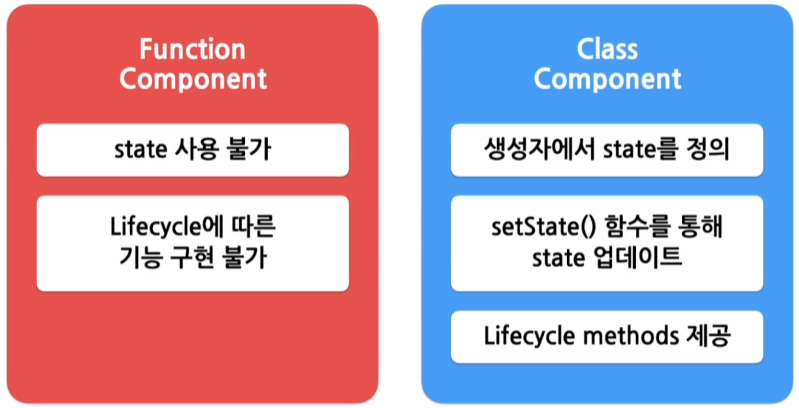 Function
Component
state 사용 불가
Lifecycle에 따른
기능 구현 불가
Class
Component
생성자에서 state를 정의
setState() 함수를 통해
state 업데이트
Lifecycle methods 제공